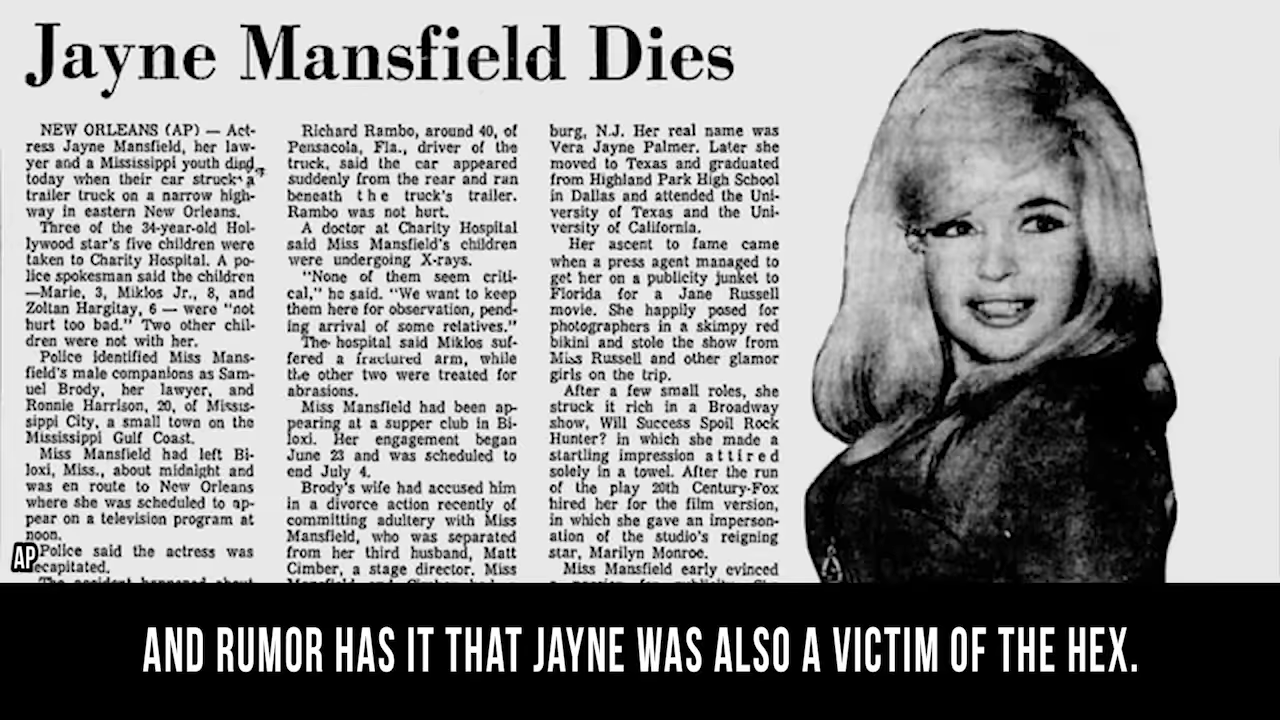 Jayne Mansfield Dies
NEW ORLEANS (AP) — Act-
ress Jayne Mansfield, her law-
yer and a Mississippi youth died
today when their car struck a
trailer truck on a narrow high-
way in eastern New Orleans.
Three of the 34-year-old Hol-
lywood star's five children were
taken to Charity Hospital. A po-
lice spokesman said the children
—Marie, 3, Miklos Jr., 8, and
Zoltan Hargitay, 6 — were "not
hurt too bad." Two other chil-
dren were not with her.
Police identified Miss Mans-
field's male companions as Sam-
uel Brody, her lawyer, and
Ronnie Harrison, 20, of Missis-
sippi City, a small town on the
Mississippi Gulf Coast.
Miss Mansfield had left Bi-
loxi, Miss., about midnight and
was en route to New Orleans
where she was scheduled to ap-
pear on a television program at
noon.
Police said the actress was
decapitated.
The accident happened about
Richard Rambo, around 40, of
Pensacola, Fla., driver of the
truck, said the car appeared
suddenly from the rear and ran
beneath the truck's trailer.
Rambo was not hurt.
A doctor at Charity Hospital
said Miss Mansfield's children
were undergoing X-rays.
"None of them seem criti-
cal," he said. "We want to keep
them here for observation, pend-
ing arrival of some relatives."
The hospital said Miklos suf-
fered a fractured arm, while
the other two were treated for
abrasions.
Miss Mansfield had been ap-
pearing at a supper club in Bi-
loxi. Her engagement began
June 23 and was scheduled to
end July 4.
Brody's wife had accused him
in a divorce action recently of
committing adultery with Miss
Mansfield, who was separated
from her third husband, Matt
Cimber, a stage director. Miss
Mansfield and Cimber had
burg, N.J. Her real name was
Vera Jayne Palmer. Later she
moved to Texas and graduated
from Highland Park High School
in Dallas and attended the Uni-
versity of Texas and the Uni-
versity of California.
Her ascent to fame came
when a press agent managed to
get her on a publicity junket to
Florida for a Jane Russell
movie. She happily posed for
photographers in a skimpy red
bikini and stole the show from
Miss Russell and other glamor
girls on the trip.
After a few small roles, she
struck it rich in a Broadway
show, Will Success Spoil Rock
Hunter? in which she made a
startling impression attired
solely in a towel. After the run
of the play 20th Century-Fox
hired her for the film version,
in which she gave an imperson-
ation of the studio's reigning
star, Marilyn Monroe.
Miss Mansfield early evinced
a passion for publicity. She
AP
AND RUMOR HAS IT THAT JAYNE WAS ALSO A VICTIM OF THE HEX.